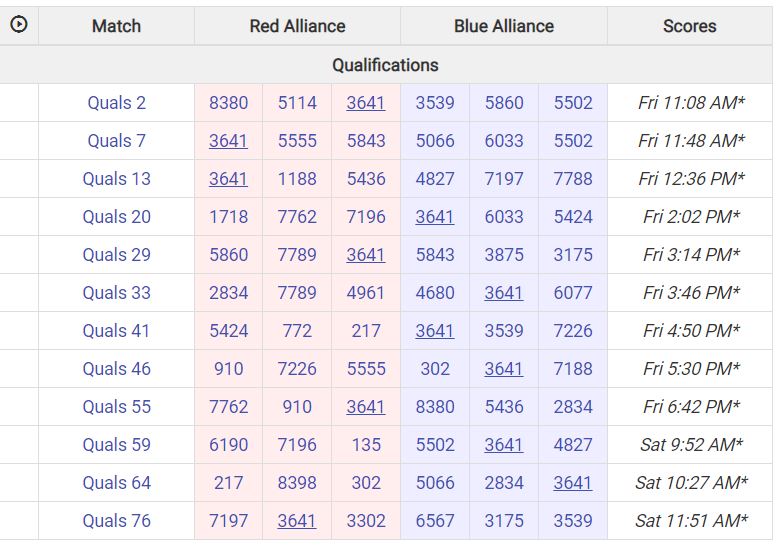 Match Red Alliance Blue Alliance Scores
Qualifications
Quals 2 8380 5114 3641 3539 5860 5502 Fri 11:08 AM*
Quals 7 3641 5555 5843 5066 6033 5502 Fri 11:48 AM*
Quals 13 3641 1188 5436 4827 7197 7788 Fri 12:36 PM*
Quals 20 1718 7762 7196 3641 6033 5424 Fri 2:02 PM*
Quals 29 5860 7789 3641 5843 3875 3175 Fri 3:14 PM*
Quals 33 2834 7789 4961 4680 3641 6077 Fri 3:46 PM*
Quals 41 5424 772 217 3641 3539 7226 Fri 4:50 PM*
Quals 46 910 7226 5555 302 3641 7188 Fri 5:30 PM*
Quals 55 7762 910 3641 8380 5436 2834 Fri 6:42 PM*
Quals 59 6190 7196 135 5502 3641 4827 Sat 9:52 AM*
Quals 64 217 8398 302 5066 2834 3641 Sat 10:27 AM*
Quals 76 7197 3641 3302 6567 3175 3539 Sat 11:51 AM*